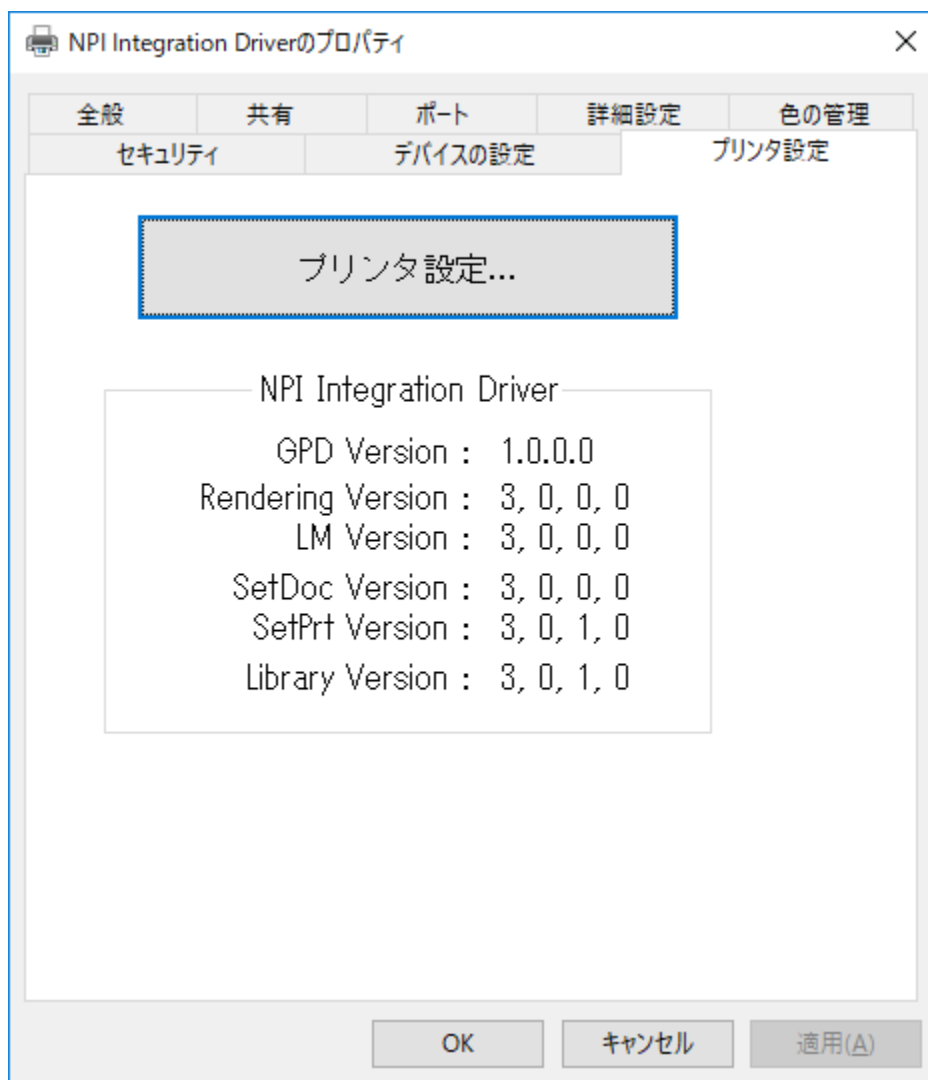 NPI Integration Driverのプロパティ
全般 共有 ポート 詳細設定 色の管理
セキュリティ デバイスの設定 プリンタ設定
プリンタ設定...
NPI Integration Driver
GPD Version : 1.0.0.0
Rendering Version : 3, 0, 0, 0
LM Version : 3, 0, 0, 0
SetDoc Version : 3, 0, 0, 0
SetPrt Version : 3, 0, 1, 0
Library Version : 3, 0, 1, 0
OK キャンセル 適用(A)